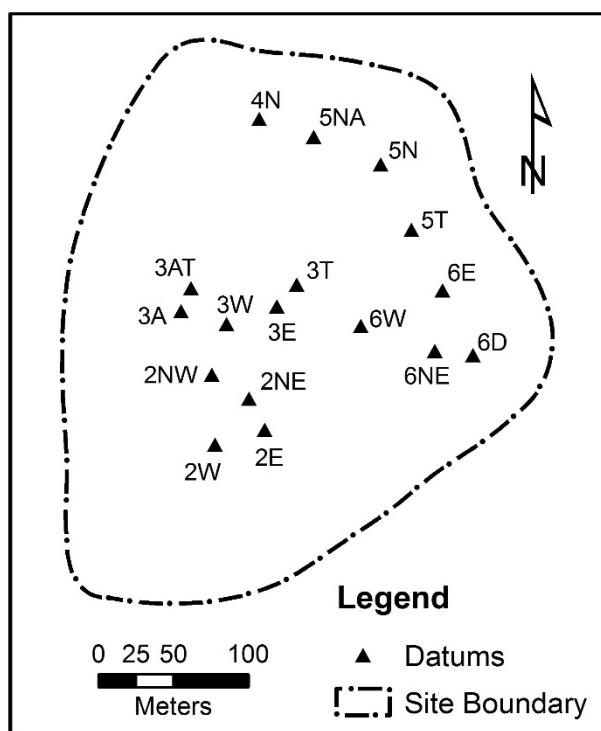 4N
5NA
5N
N
5T
3AT
3T
6E
3A
3W
3E
6W
6D
6NE
2NW
2NE
2W
2E
Legend
0 25 50 100
Meters
Datums
Site Boundary